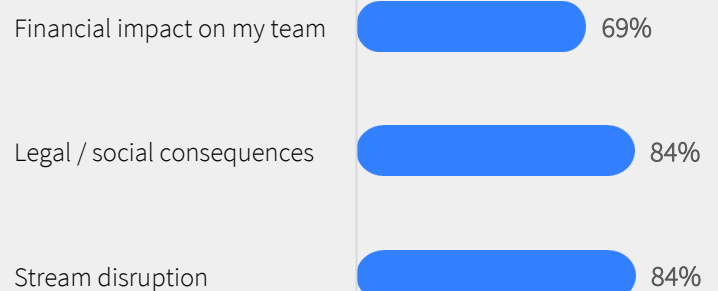 Financial impact on my team 69%
Legal / social consequences 84%
Stream disruption 84%